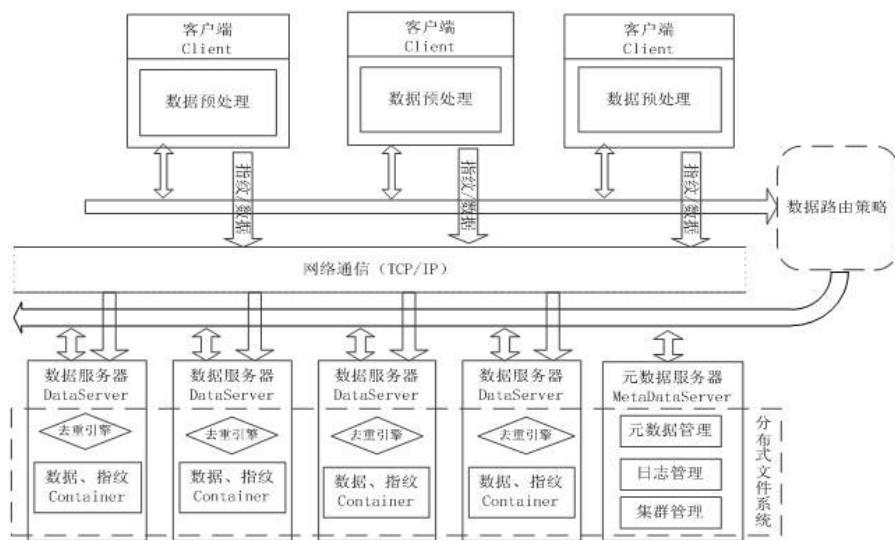 客户端
Client
数据预处理
客户端
Client
数据预处理
客户端
Client
数据预处理
指纹/数据
指纹/数据
指纹/数据
数据路由策略
网络通信（TCP/IP）
数据服务器
DataServer
去重引擎
数据、指纹
Container
数据服务器
DataServer
去重引擎
数据、指纹
Container
数据服务器
DataServer
去重引擎
数据、指纹
Container
数据服务器
DataServer
去重引擎
数据、指纹
Container
元数据服务器
MetaDataServer
元数据管理
日志管理
集群管理
分布式文件系统